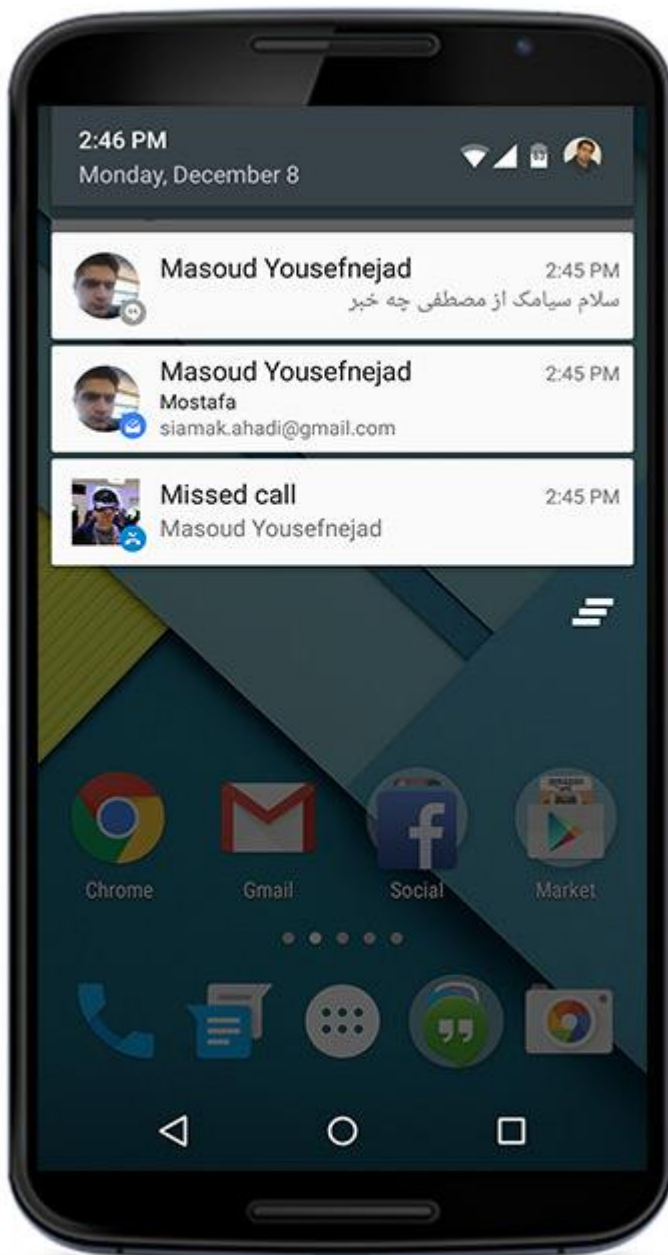 2:46 PM
Monday, December 8
Masoud Yousefnejad 2:45 PM
سلام سیامک از مصطفی چه خبر
Masoud Yousefnejad 2:45 PM
Mostafa
siamak.ahadi@gmail.com
Missed call 2:45 PM
Masoud Yousefnejad
Chrome Gmail Social Market